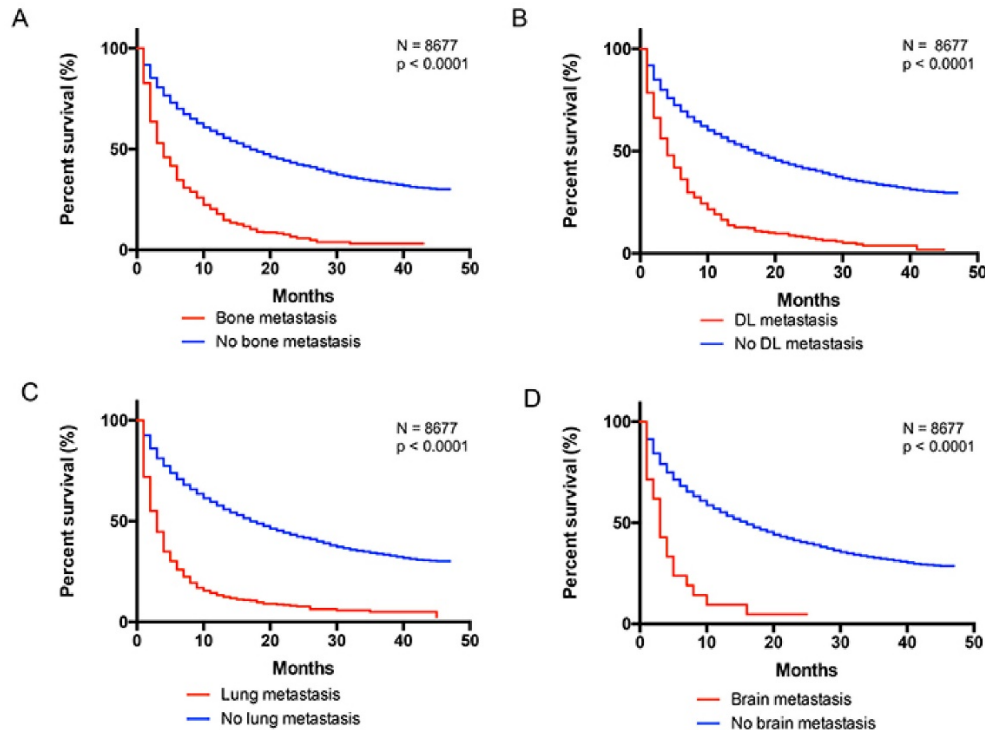 A
N = 8677
p < 0.0001
Percent survival (%)
100
50
0
0 10 20 30 40 50
Months
Bone metastasis
No bone metastasis
B
N = 8677
p < 0.0001
Percent survival (%)
100
50
0
0 10 20 30 40 50
Months
DL metastasis
No DL metastasis
C
N = 8677
p < 0.0001
Percent survival (%)
100
50
0
0 10 20 30 40 50
Months
Lung metastasis
No lung metastasis
D
N = 8677
p < 0.0001
Percent survival (%)
100
50
0
0 10 20 30 40 50
Months
Brain metastasis
No brain metastasis